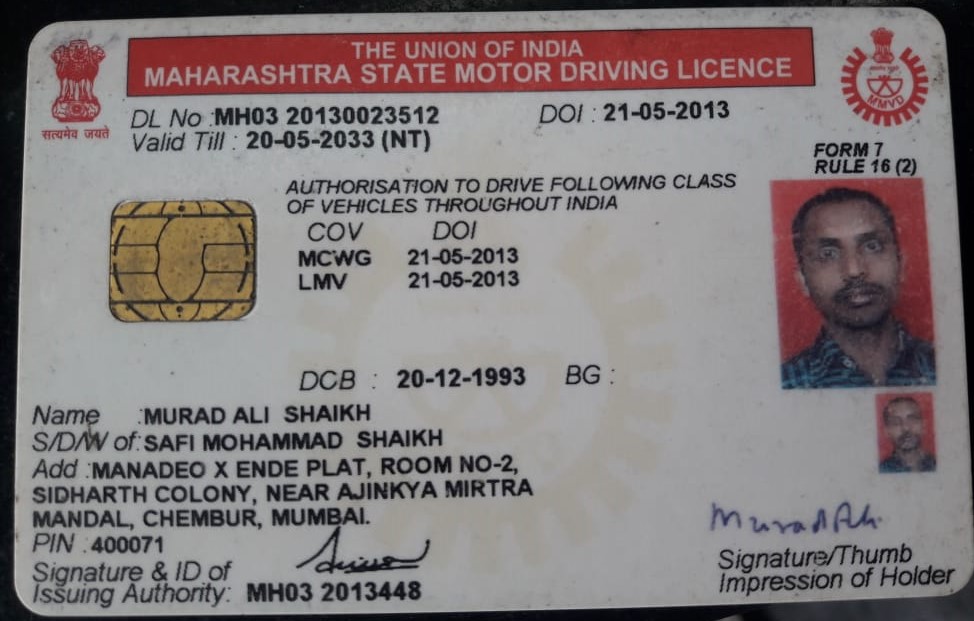 THE UNION OF INDIA
MAHARASHTRA STATE MOTOR DRIVING LICENCE
सत्यमेव जयते
MMVD
DL No : MH03 20130023512 DOI : 21-05-2013
Valid Till : 20-05-2033 (NT)
FORM 7
RULE 16 (2)
AUTHORISATION TO DRIVE FOLLOWING CLASS
OF VEHICLES THROUGHOUT INDIA
COV DOI
MCWG 21-05-2013
LMV 21-05-2013
DCB : 20-12-1993 BG :
Name : MURAD ALI SHAIKH
S/D/W of: SAFI MOHAMMAD SHAIKH
Add : MANADEO X ENDE PLAT, ROOM NO-2,
SIDHARTH COLONY, NEAR AJINKYA MIRTRA
MANDAL, CHEMBUR, MUMBAI.
PIN : 400071
Signature & ID of
Issuing Authority: MH03 2013448
Murad Ali
Signature/Thumb
Impression of Holder